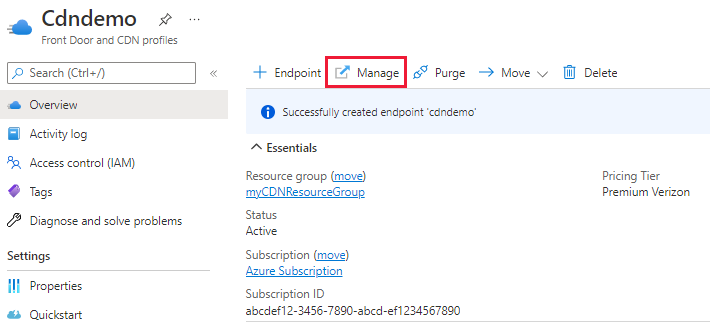 Cdndemo
Front Door and CDN profiles
Search (Ctrl+/)
Overview
Activity log
Access control (IAM)
Tags
Diagnose and solve problems
Settings
Properties
Quickstart
Endpoint Manage Purge Move Delete
Successfully created endpoint 'cdndemo'
Essentials
Resource group (move) Pricing Tier
myCDNResourceGroup Premium Verizon
Status
Active
Subscription (move)
Azure Subscription
Subscription ID
abcdef12-3456-7890-abcd-ef1234567890